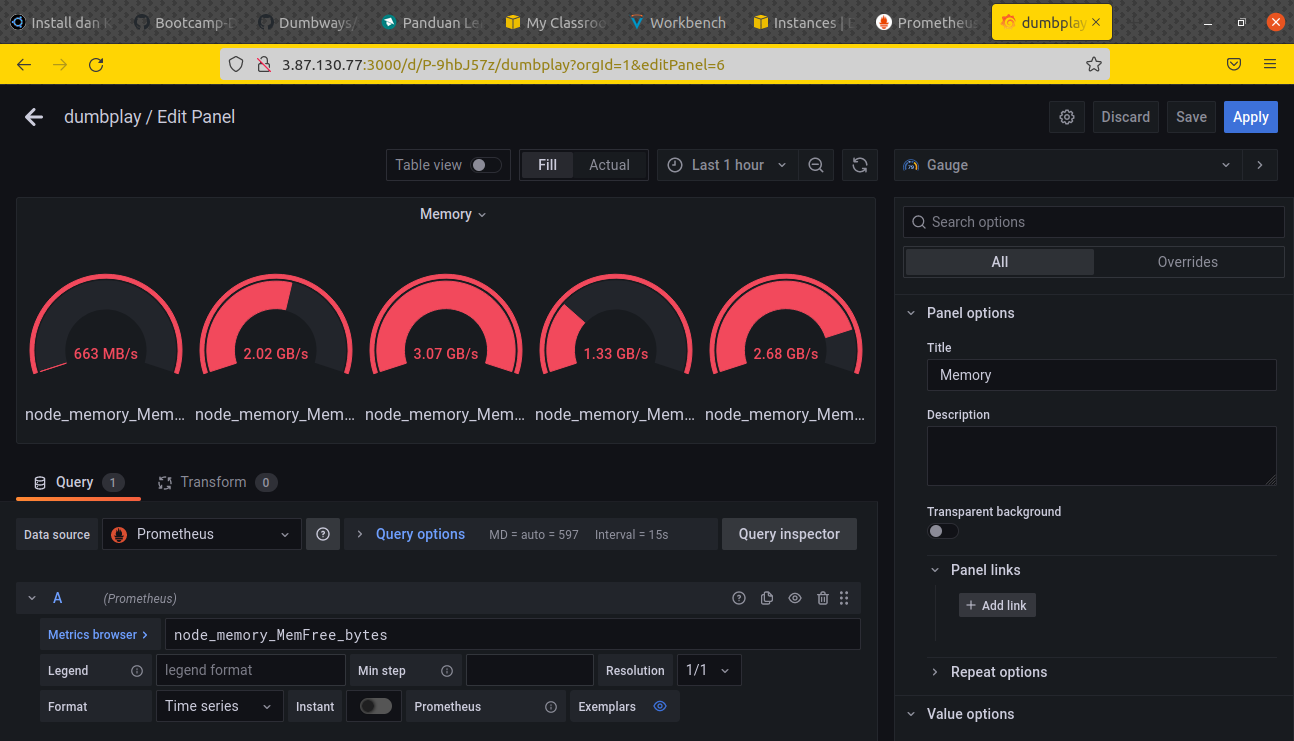 Install dan K
Bootcamp-D
Dumbways/
Panduan Le
My Classroo
Workbench
Instances |
Prometheus
dumbplay
3.87.130.77:3000/d/P-9hbJ57z/dumbplay?orgId=1&editPanel=6
dumbplay / Edit Panel
Discard
Save
Apply
Table view
Fill
Actual
Last 1 hour
Gauge
Memory
663 MB/s
2.02 GB/s
3.07 GB/s
1.33 GB/s
2.68 GB/s
node_memory_Mem...
node_memory_Mem...
node_memory_Mem...
node_memory_Mem...
node_memory_Mem...
Search options
All
Overrides
Panel options
Title
Memory
Description
Transparent background
Panel links
+ Add link
Repeat options
Value options
Query 1
Transform 0
Data source
Prometheus
Query options
MD = auto = 597
Interval = 15s
Query inspector
A
(Prometheus)
Metrics browser >
node_memory_MemFree_bytes
Legend
legend format
Min step
Resolution
1/1
Format
Time series
Instant
Prometheus
Exemplars